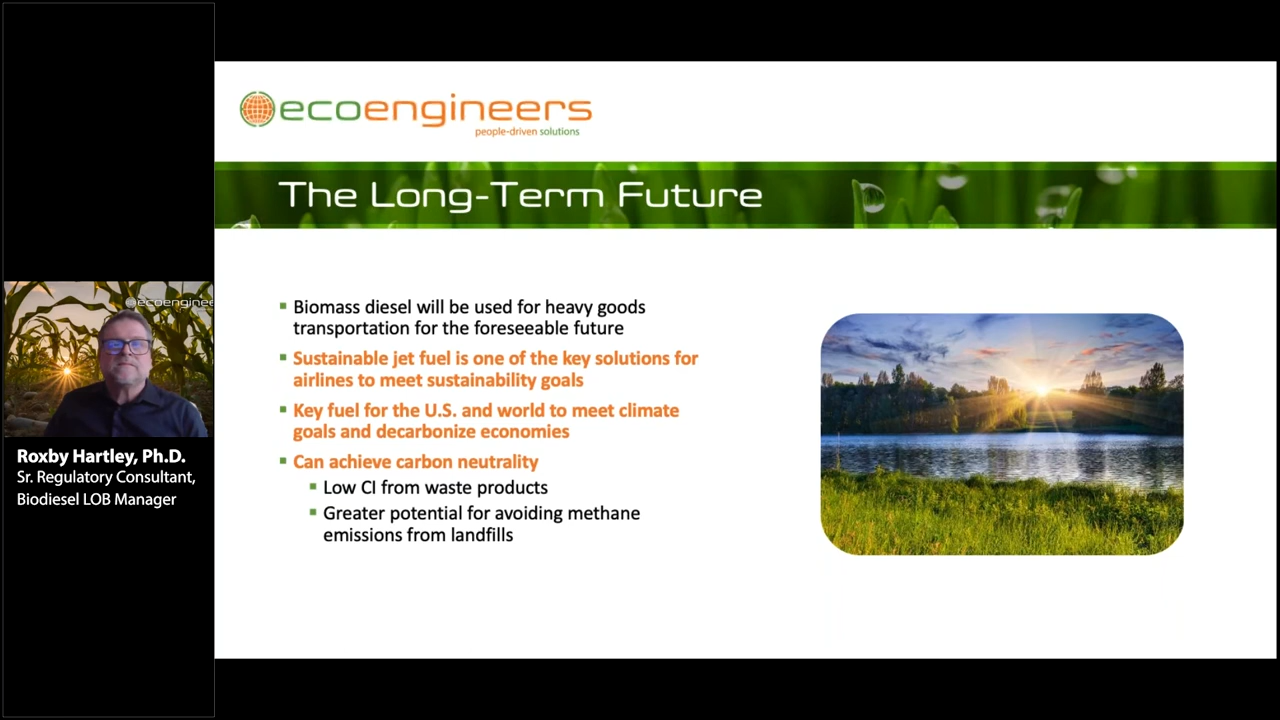 ecoengineers
people-driven solutions
The Long-Term Future
Biomass diesel will be used for heavy goods
transportation for the foreseeable future
Sustainable jet fuel is one of the key solutions for
airlines to meet sustainability goals
Key fuel for the U.S. and world to meet climate
goals and decarbonize economies
Can achieve carbon neutrality
Low CI from waste products
Greater potential for avoiding methane
emissions from landfills
ecoenginee
Roxby Hartley, Ph.D.
Sr. Regulatory Consultant,
Biodiesel LOB Manager